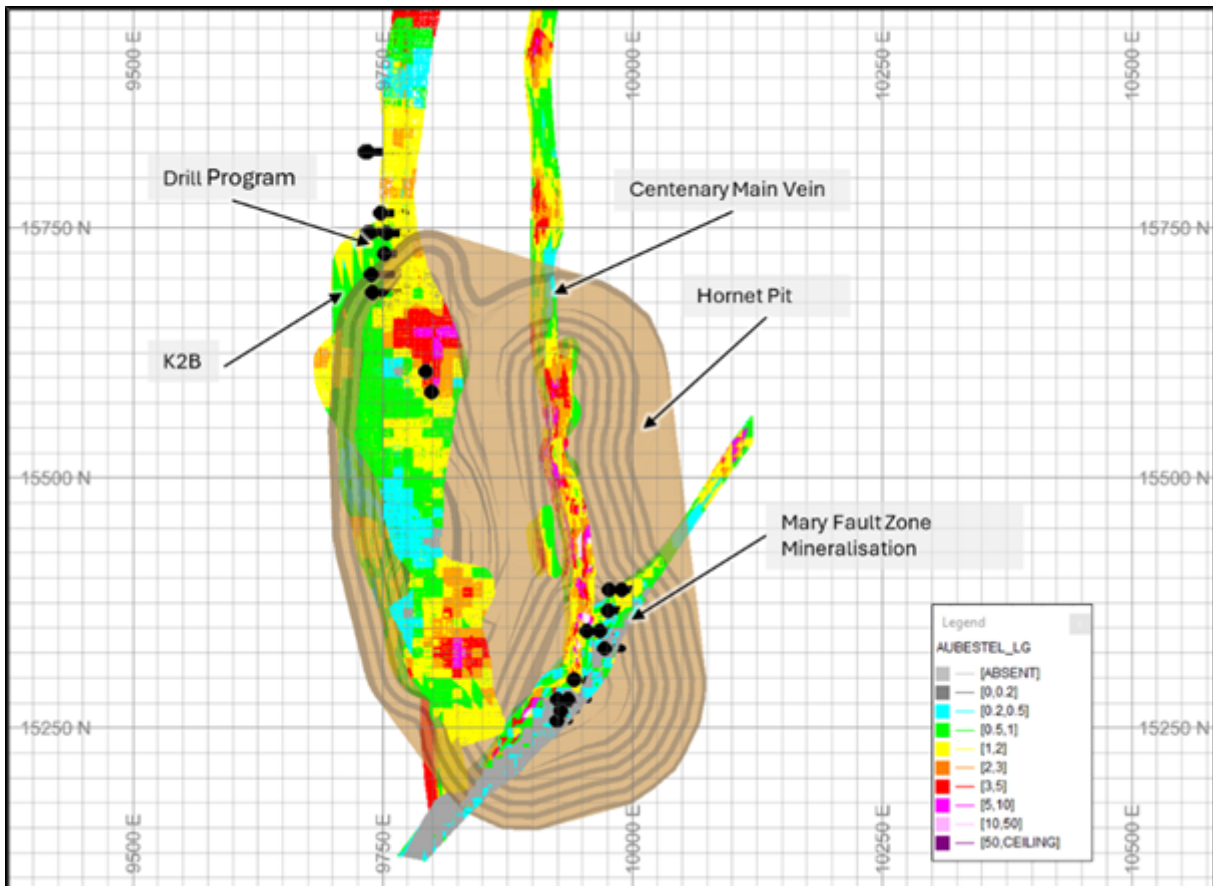 9500 E
9750 E
10000 E
10250 E
10500 E
Drill Program
Centenary Main Vein
15750 N
15750 N
Hornet Pit
K2B
15500 N
15500 N
Mary Fault Zone
Mineralisation
Legend
AUBESTEL_LG
[ABSENT]
[0,0.2]
[0.2,0.5]
[0.5,1]
[1,2]
[2,3]
[3,5]
[5,10]
[10,50]
[50,CEILING]
15250 N
15250 N
9500 E
9750 E
10000 E
10250 E
10500 E